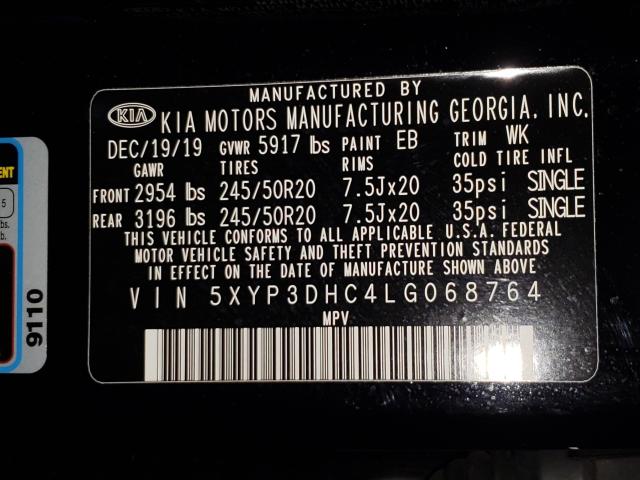 MANUFACTURED BY
KIA KIA MOTORS MANUFACTURING GEORGIA, INC.
DEC/19/19 GVWR 5917 lbs PAINT EB TRIM WK
GAWR TIRES RIMS COLD TIRE INFL
FRONT 2954 lbs 245/50R20 7.5Jx20 35psi SINGLE
REAR 3196 lbs 245/50R20 7.5Jx20 35psi SINGLE
THIS VEHICLE CONFORMS TO ALL APPLICABLE U.S.A. FEDERAL
MOTOR VEHICLE SAFETY AND THEFT PREVENTION STANDARDS
IN EFFECT ON THE DATE OF MANUFACTURE SHOWN ABOVE
VIN 5XYP3DHC4LG068764
MPV
ENT
5
lbs.
b.
9110